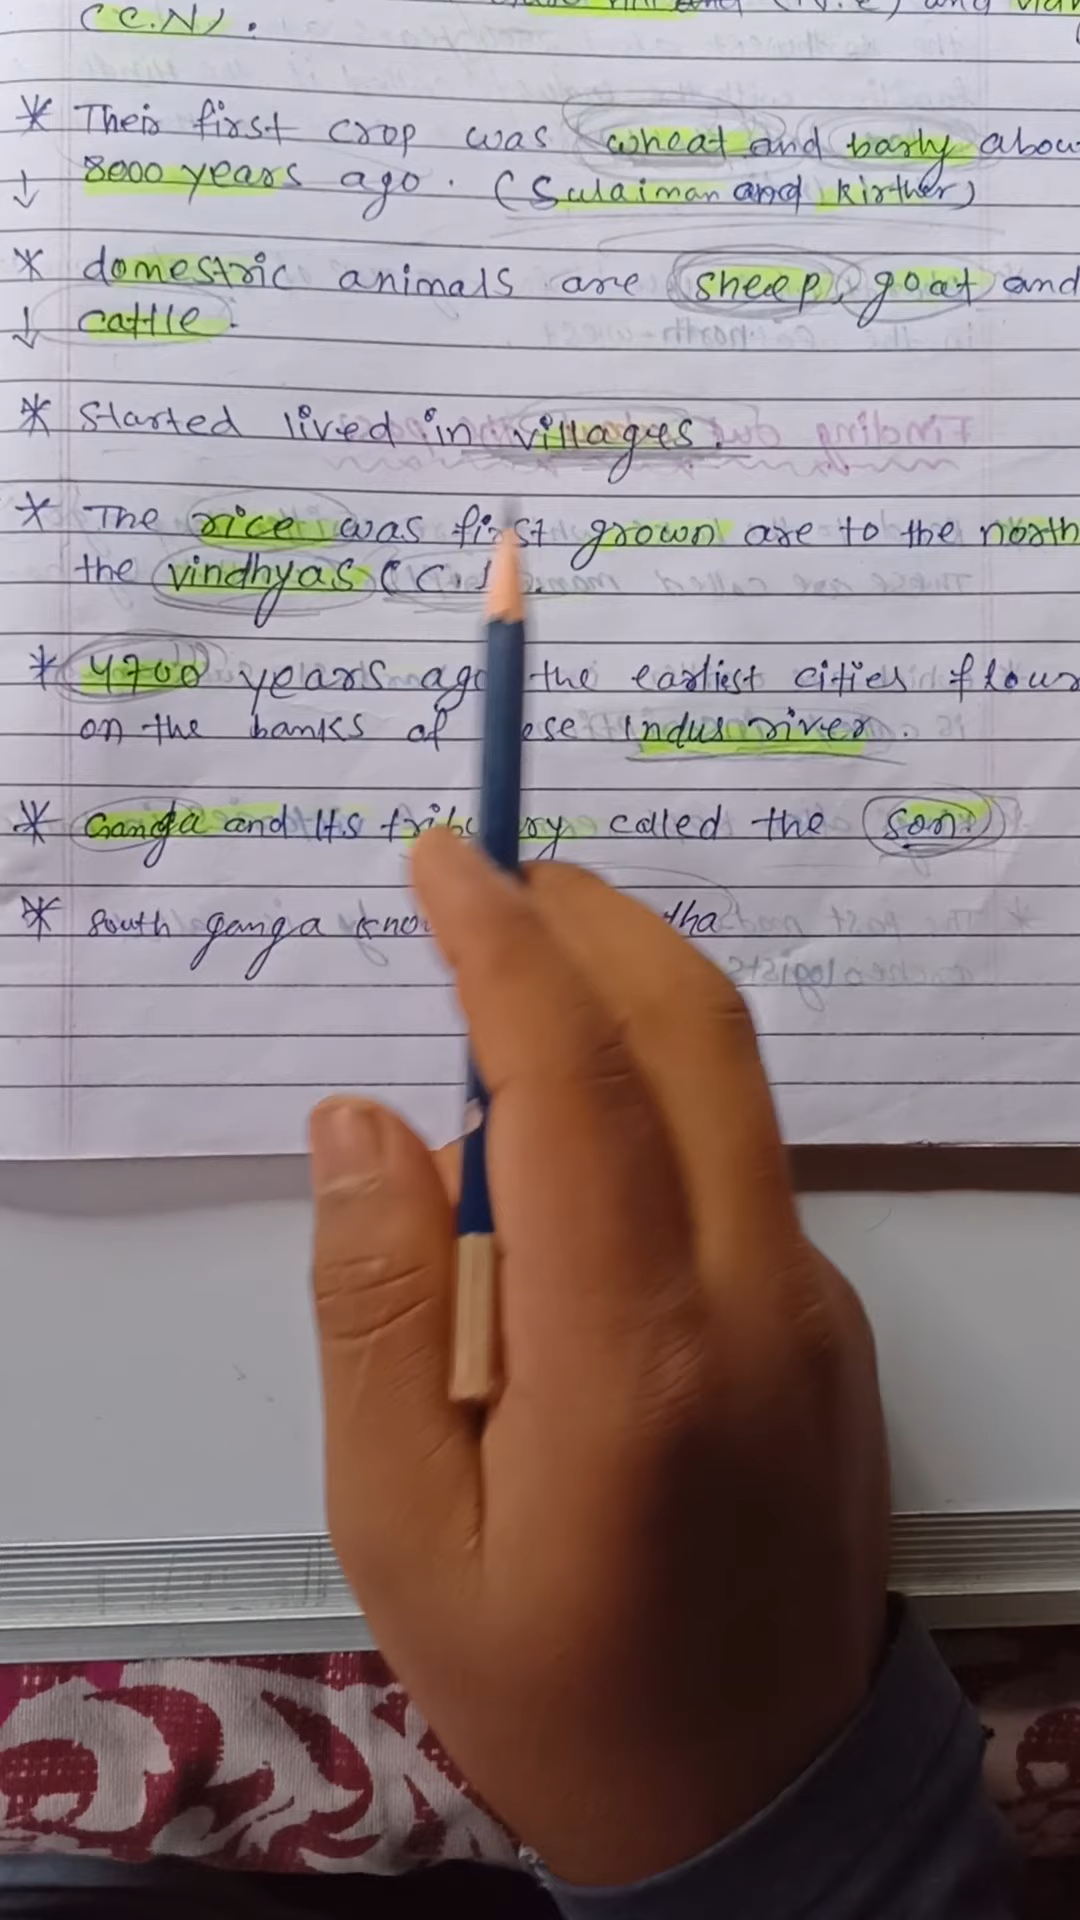 (C.N).
* Their first crop was wheat and barly abou
↓ 8000 years ago. (Sulaiman and kirther)
* domestric animals are sheep, goat and
↓ cattle.
* Started lived in villages.
* The rice was first grown are to the north
the vindhyas (C.
* 4700 years ago the earliest cities flour
on the banks of ese indus river.
* Ganga and Its called the son.
* South ganga